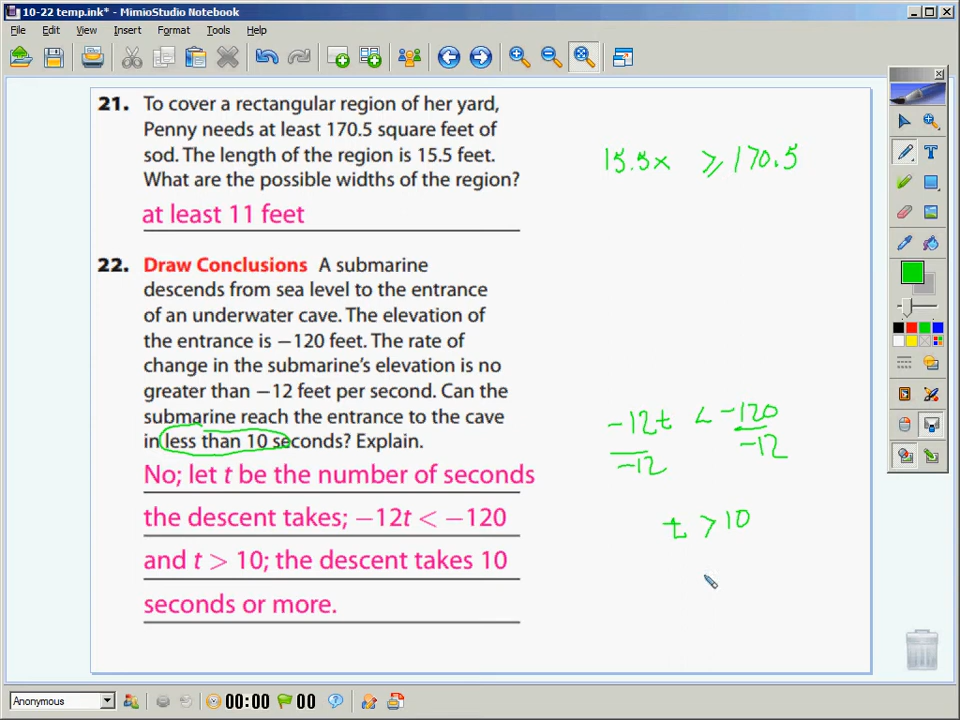 10-22 temp.ink* - MimioStudio Notebook
File Edit View Insert Format Tools Help
21. To cover a rectangular region of her yard,
Penny needs at least 170.5 square feet of
sod. The length of the region is 15.5 feet.
What are the possible widths of the region?
at least 11 feet
15.5x ≥ 170.5
22. Draw Conclusions A submarine
descends from sea level to the entrance
of an underwater cave. The elevation of
the entrance is −120 feet. The rate of
change in the submarine's elevation is no
greater than −12 feet per second. Can the
submarine reach the entrance to the cave
in less than 10 seconds? Explain.
No; let t be the number of seconds
the descent takes; −12t < −120
and t > 10; the descent takes 10
seconds or more.
-12t < -120
-12 -12
t > 10
T
Anonymous 00:00 00